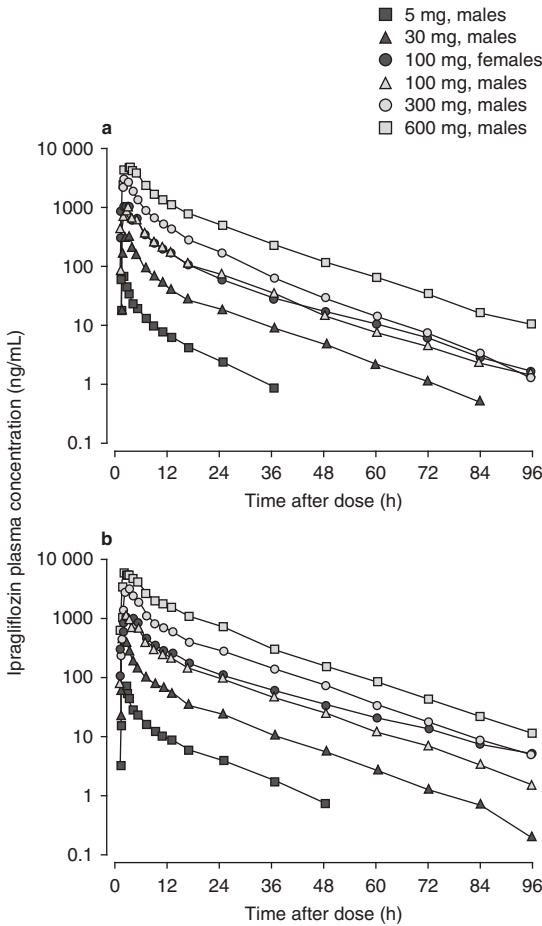 5 mg, males
30 mg, males
100 mg, females
100 mg, males
300 mg, males
600 mg, males
a
10 000
1000
100
10
1
0.1
0 12 24 36 48 60 72 84 96
Time after dose (h)
Ipragliflozin plasma concentration (ng/mL)
b
10 000
1000
100
10
1
0.1
0 12 24 36 48 60 72 84 96
Time after dose (h)